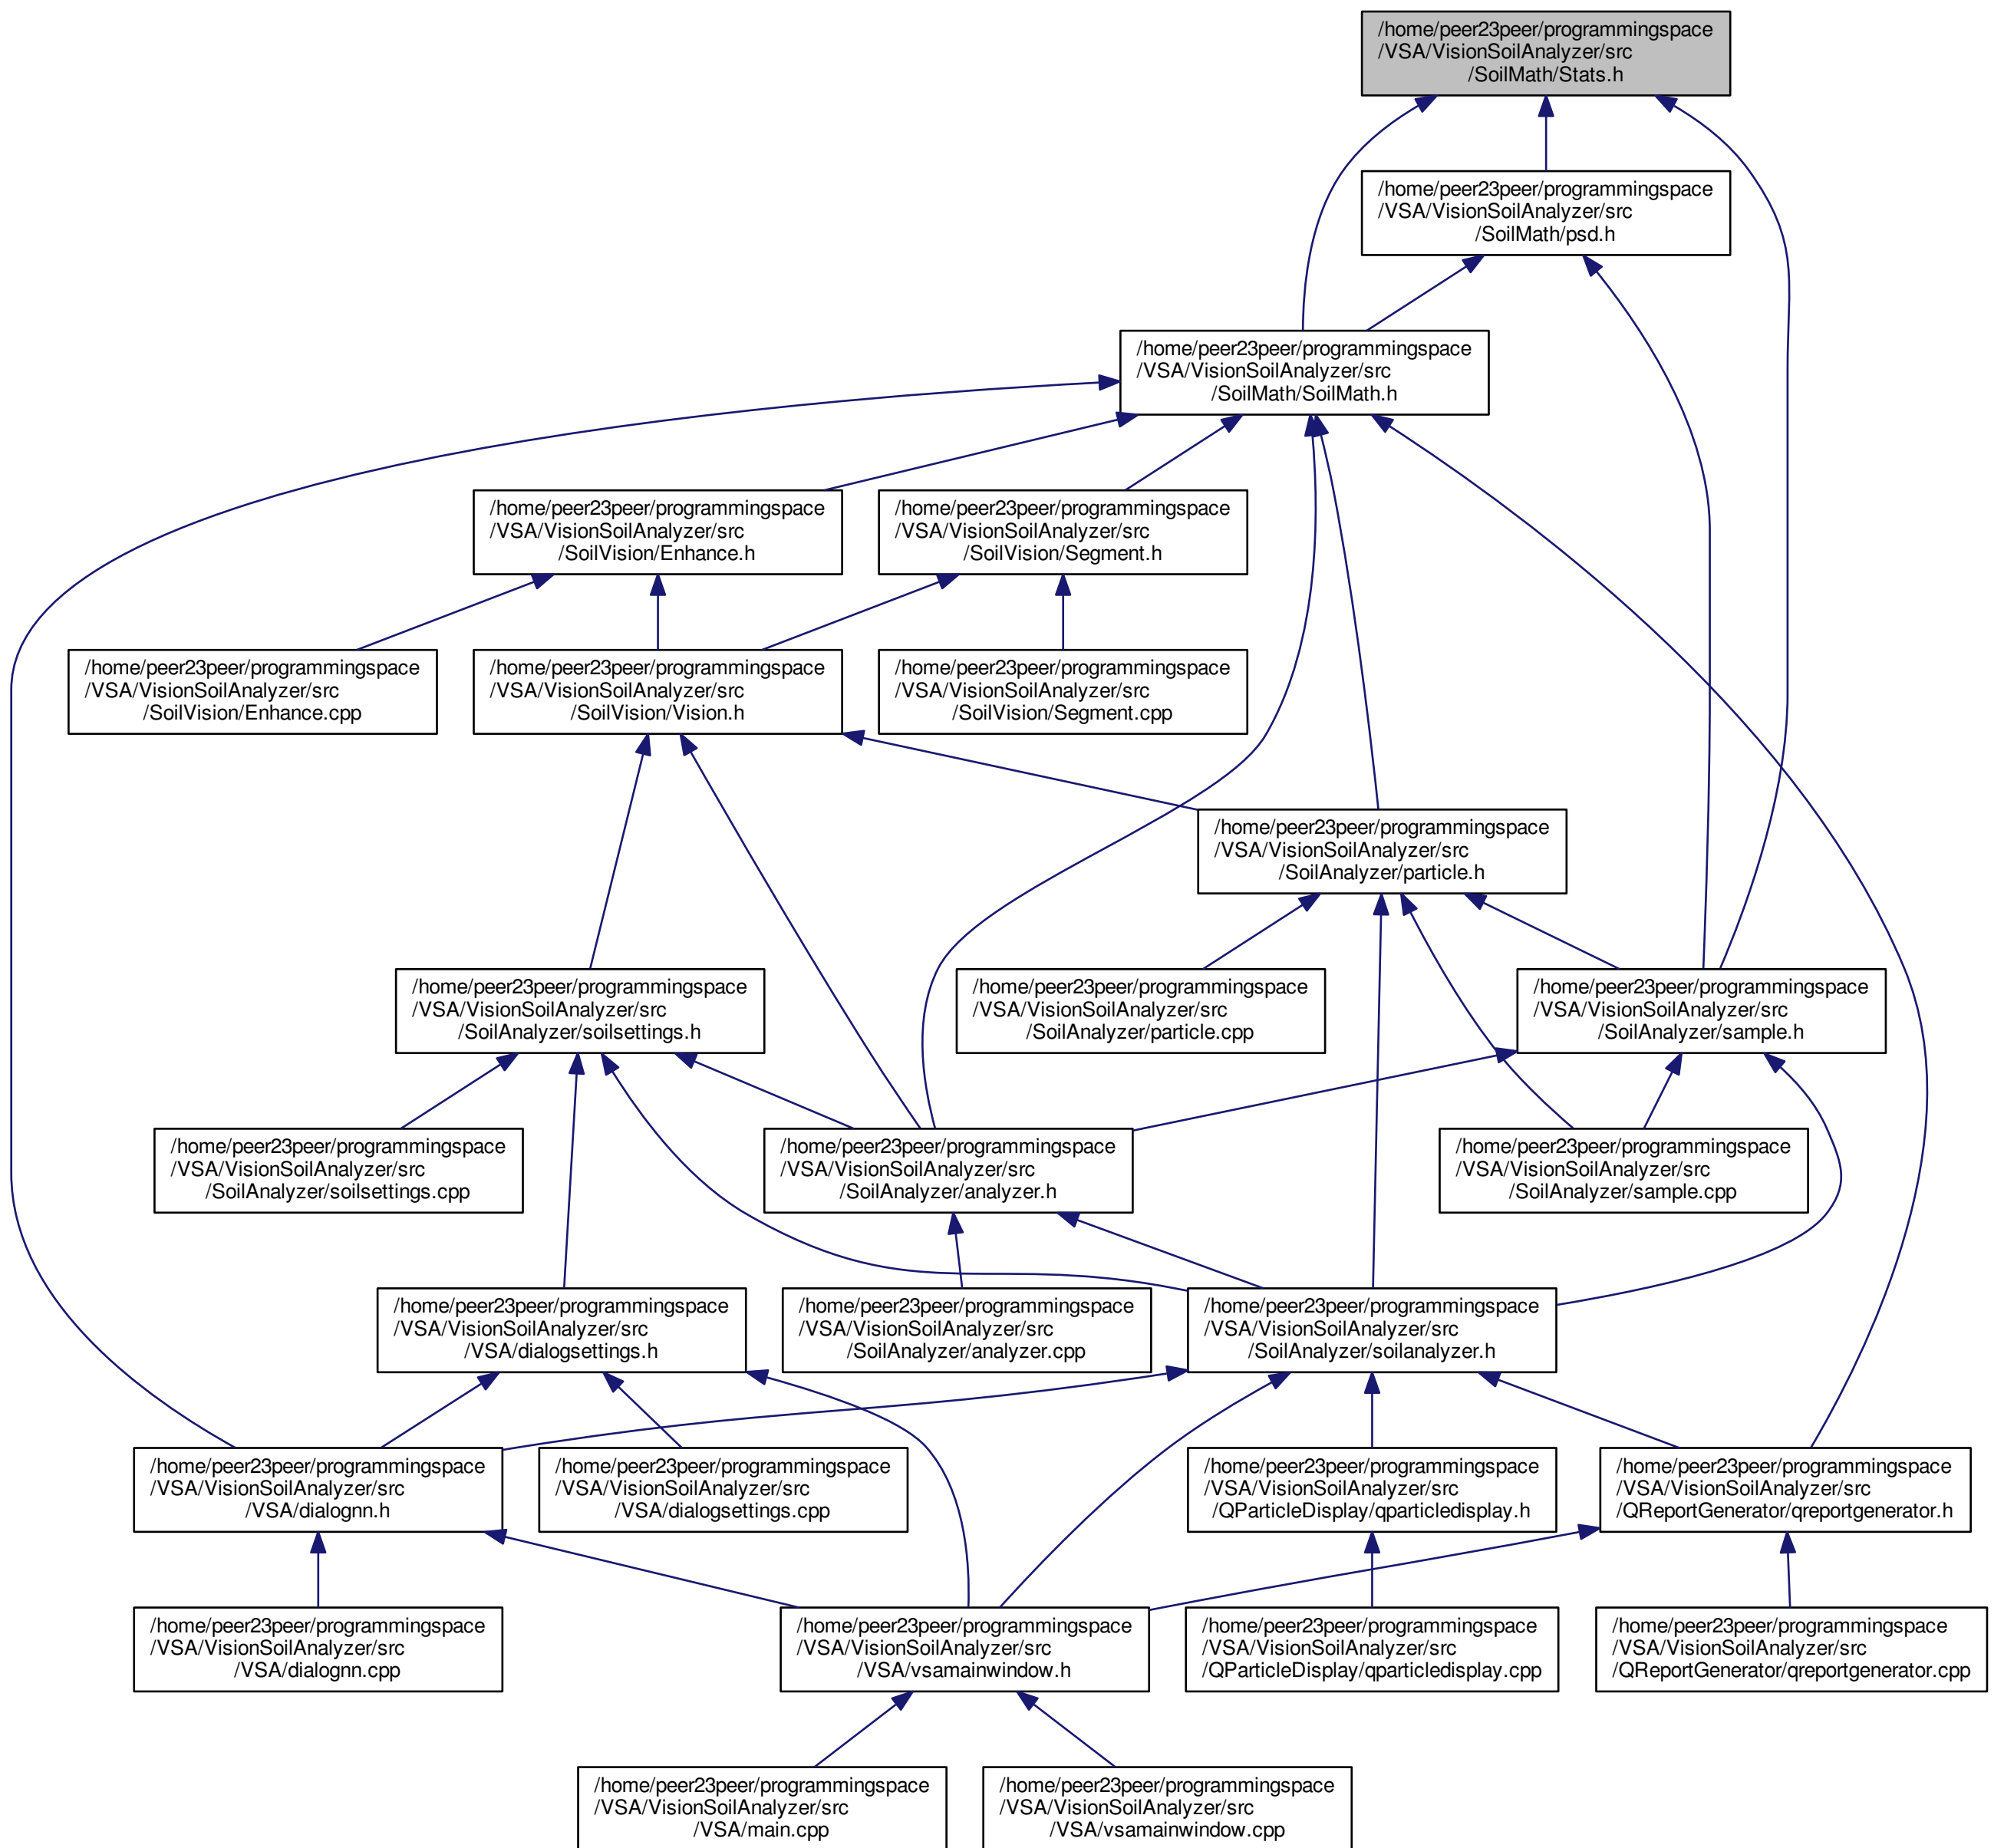 /home/peer23peer/programmingspace
/VSA/VisionSoilAnalyzer/src
/SoilMath/Stats.h
/home/peer23peer/programmingspace
/VSA/VisionSoilAnalyzer/src
/SoilMath/psd.h
/home/peer23peer/programmingspace
/VSA/VisionSoilAnalyzer/src
/SoilMath/SoilMath.h
/home/peer23peer/programmingspace
/VSA/VisionSoilAnalyzer/src
/SoilVision/Enhance.h
/home/peer23peer/programmingspace
/VSA/VisionSoilAnalyzer/src
/SoilVision/Segment.h
/home/peer23peer/programmingspace
/VSA/VisionSoilAnalyzer/src
/SoilVision/Enhance.cpp
/home/peer23peer/programmingspace
/VSA/VisionSoilAnalyzer/src
/SoilVision/Vision.h
/home/peer23peer/programmingspace
/VSA/VisionSoilAnalyzer/src
/SoilVision/Segment.cpp
/home/peer23peer/programmingspace
/VSA/VisionSoilAnalyzer/src
/SoilAnalyzer/particle.h
/home/peer23peer/programmingspace
/VSA/VisionSoilAnalyzer/src
/SoilAnalyzer/soilsettings.h
/home/peer23peer/programmingspace
/VSA/VisionSoilAnalyzer/src
/SoilAnalyzer/particle.cpp
/home/peer23peer/programmingspace
/VSA/VisionSoilAnalyzer/src
/SoilAnalyzer/sample.h
/home/peer23peer/programmingspace
/VSA/VisionSoilAnalyzer/src
/SoilAnalyzer/soilsettings.cpp
/home/peer23peer/programmingspace
/VSA/VisionSoilAnalyzer/src
/SoilAnalyzer/analyzer.h
/home/peer23peer/programmingspace
/VSA/VisionSoilAnalyzer/src
/SoilAnalyzer/sample.cpp
/home/peer23peer/programmingspace
/VSA/VisionSoilAnalyzer/src
/VSA/dialogsettings.h
/home/peer23peer/programmingspace
/VSA/VisionSoilAnalyzer/src
/SoilAnalyzer/analyzer.cpp
/home/peer23peer/programmingspace
/VSA/VisionSoilAnalyzer/src
/SoilAnalyzer/soilanalyzer.h
/home/peer23peer/programmingspace
/VSA/VisionSoilAnalyzer/src
/VSA/dialognn.h
/home/peer23peer/programmingspace
/VSA/VisionSoilAnalyzer/src
/VSA/dialogsettings.cpp
/home/peer23peer/programmingspace
/VSA/VisionSoilAnalyzer/src
/QParticleDisplay/qparticledisplay.h
/home/peer23peer/programmingspace
/VSA/VisionSoilAnalyzer/src
/QReportGenerator/qreportgenerator.h
/home/peer23peer/programmingspace
/VSA/VisionSoilAnalyzer/src
/VSA/dialognn.cpp
/home/peer23peer/programmingspace
/VSA/VisionSoilAnalyzer/src
/VSA/vsamainwindow.h
/home/peer23peer/programmingspace
/VSA/VisionSoilAnalyzer/src
/QParticleDisplay/qparticledisplay.cpp
/home/peer23peer/programmingspace
/VSA/VisionSoilAnalyzer/src
/QReportGenerator/qreportgenerator.cpp
/home/peer23peer/programmingspace
/VSA/VisionSoilAnalyzer/src
/VSA/main.cpp
/home/peer23peer/programmingspace
/VSA/VisionSoilAnalyzer/src
/VSA/vsamainwindow.cpp